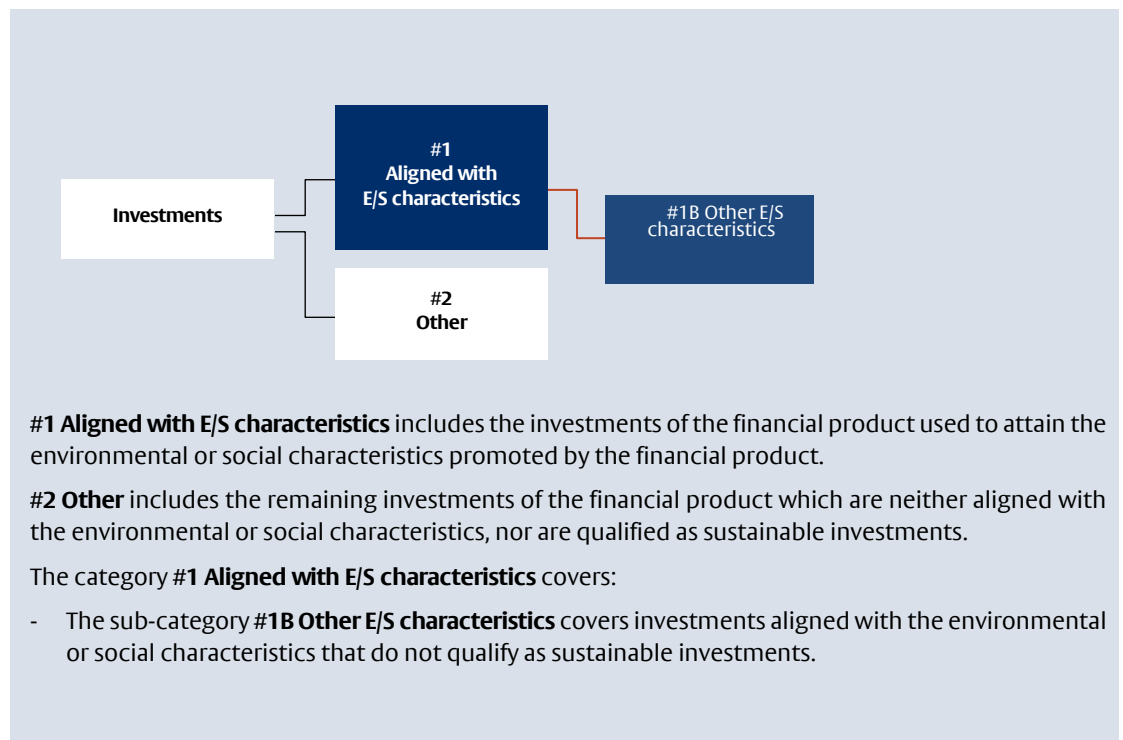 #1
Aligned with
E/S characteristics
Investments
#1B Other E/S
characteristics
#2
Other
#1 Aligned with E/S characteristics includes the investments of the financial product used to attain the
environmental or social characteristics promoted by the financial product.
#2 Other includes the remaining investments of the financial product which are neither aligned with
the environmental or social characteristics, nor are qualified as sustainable investments.
The category #1 Aligned with E/S characteristics covers:
- The sub-category #1B Other E/S characteristics covers investments aligned with the environmental
or social characteristics that do not qualify as sustainable investments.